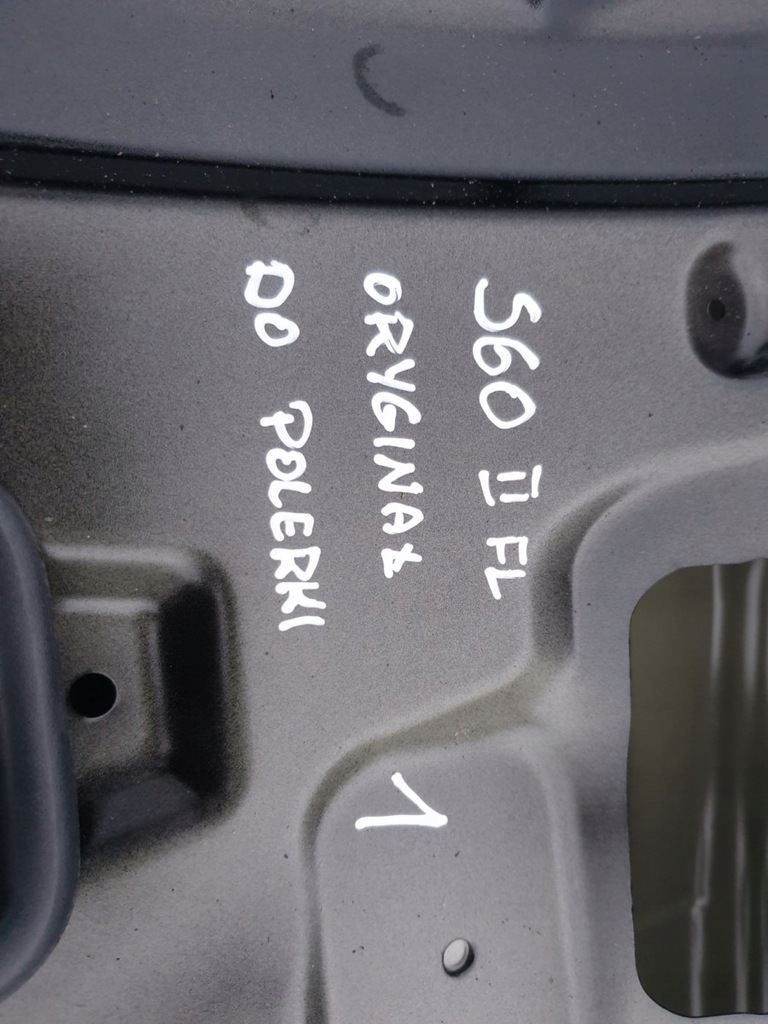 S60 II FL
ORYGINAŁ
DO POLERKI
1